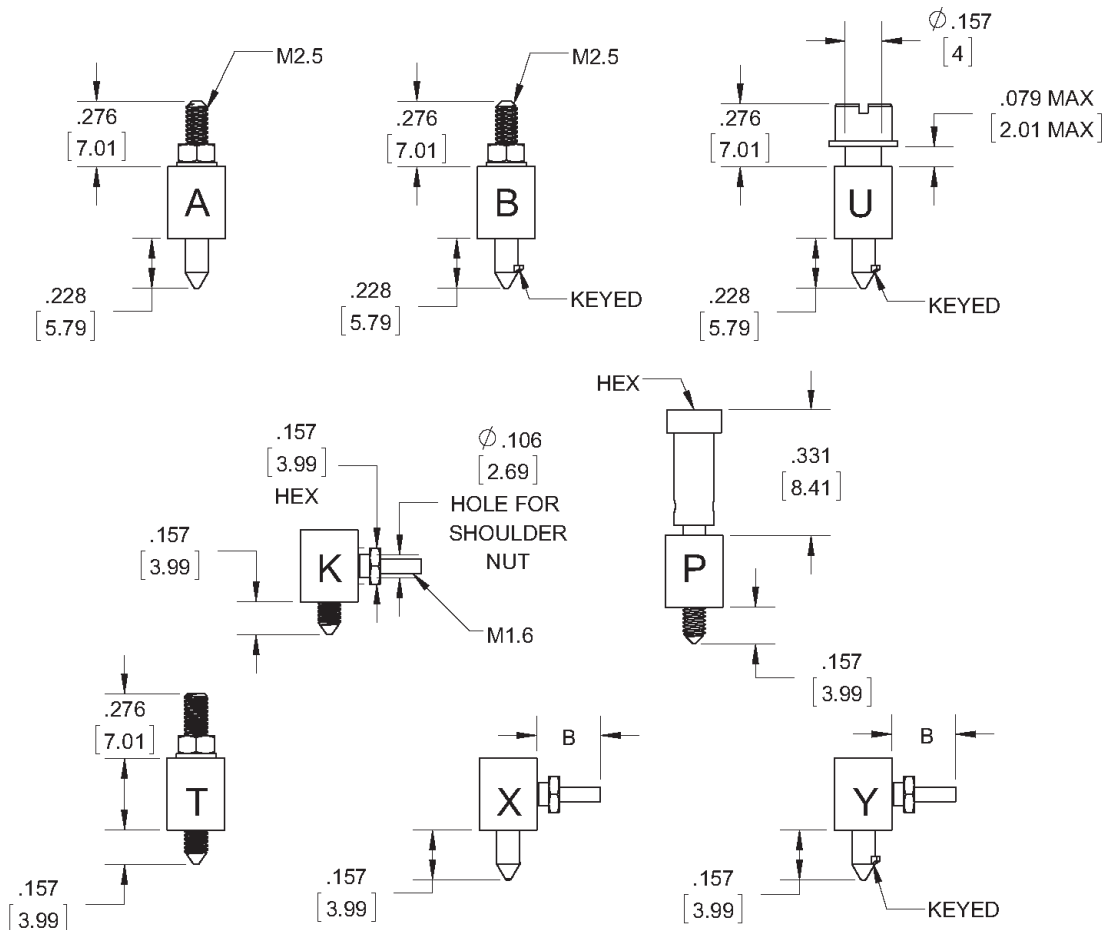 M2.5
.276
[7.01]
A
.228
[5.79]
M2.5
.276
[7.01]
B
.228
[5.79]
KEYED
Ø .157
[4]
.079 MAX
[2.01 MAX]
.276
[7.01]
U
.228
[5.79]
KEYED
.157
[3.99]
HEX
Ø .106
[2.69]
HOLE FOR
SHOULDER
NUT
.157
[3.99]
K
M1.6
HEX
.331
[8.41]
P
.157
[3.99]
.276
[7.01]
T
.157
[3.99]
B
X
.157
[3.99]
B
Y
.157
[3.99]
KEYED